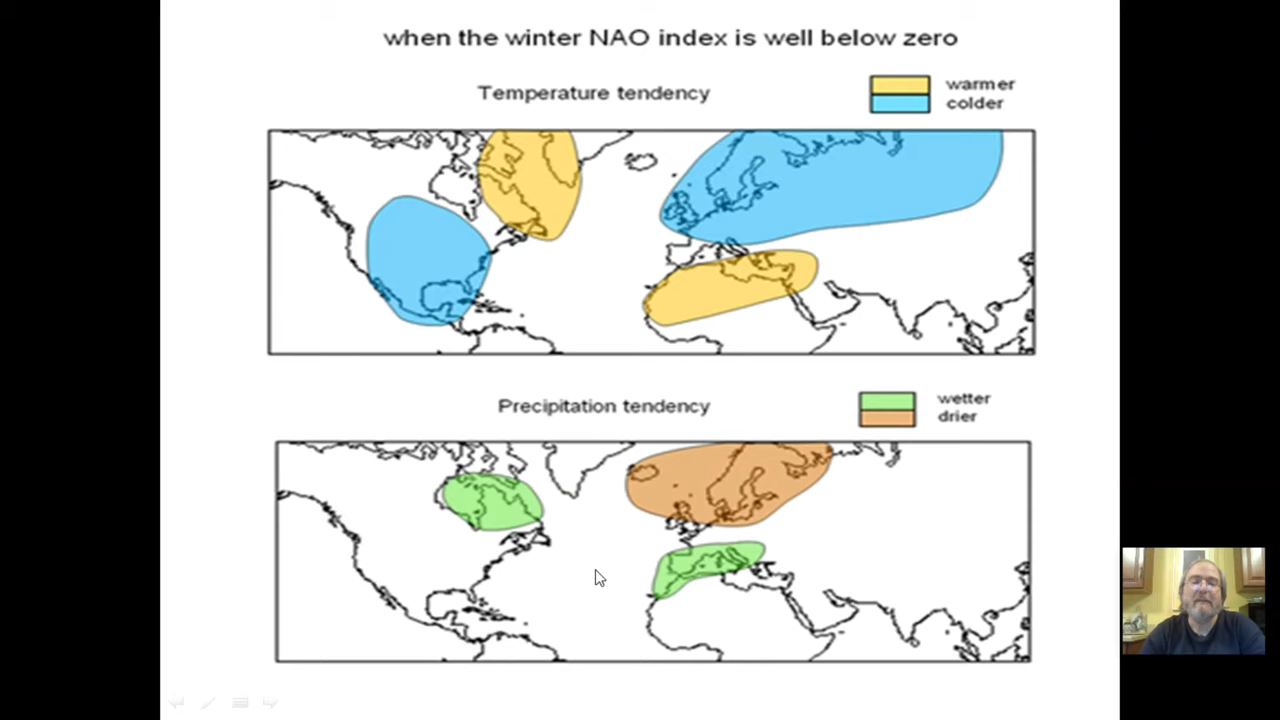 when the winter NAO index is well below zero
Temperature tendency
warmer
colder
Precipitation tendency
wetter
drier